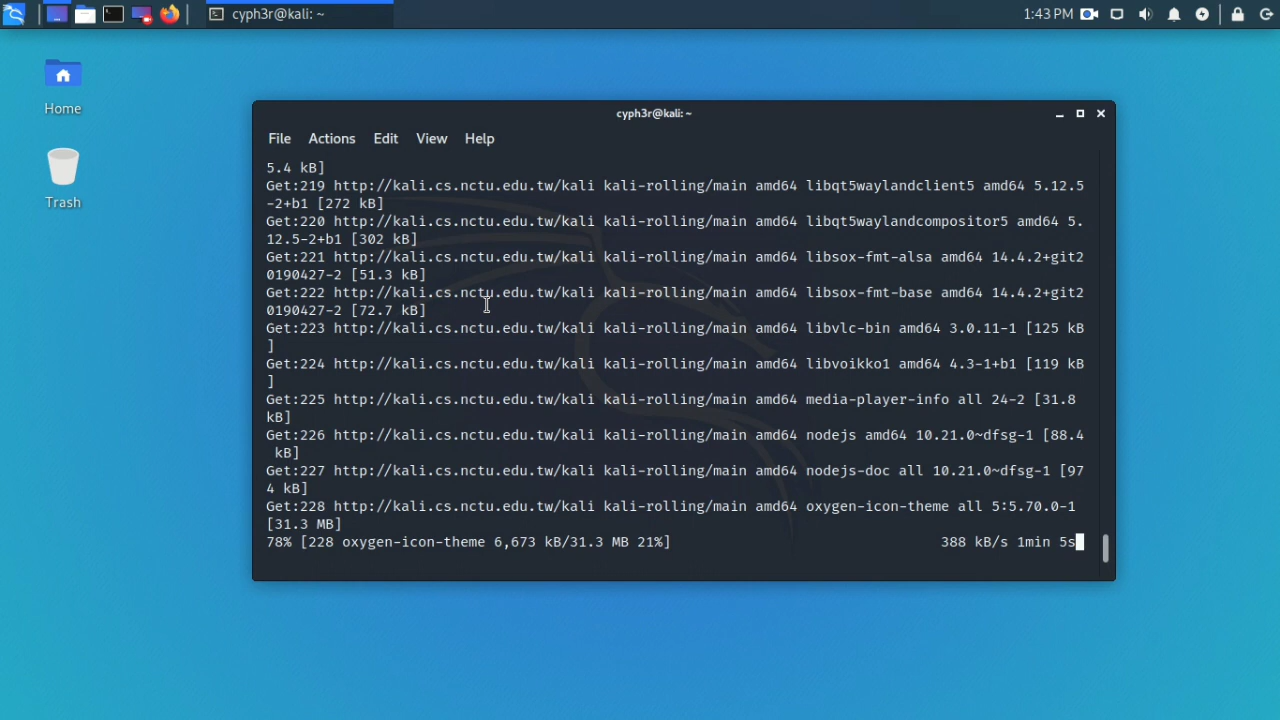 cyph3r@kali: ~
1:43 PM
Home
Trash
cyph3r@kali: ~
File Actions Edit View Help
5.4 kB]
Get:219 http://kali.cs.nctu.edu.tw/kali kali-rolling/main amd64 libqt5waylandclient5 amd64 5.12.5
-2+b1 [272 kB]
Get:220 http://kali.cs.nctu.edu.tw/kali kali-rolling/main amd64 libqt5waylandcompositor5 amd64 5.
12.5-2+b1 [302 kB]
Get:221 http://kali.cs.nctu.edu.tw/kali kali-rolling/main amd64 libsox-fmt-alsa amd64 14.4.2+git2
0190427-2 [51.3 kB]
Get:222 http://kali.cs.nctu.edu.tw/kali kali-rolling/main amd64 libsox-fmt-base amd64 14.4.2+git2
0190427-2 [72.7 kB]
Get:223 http://kali.cs.nctu.edu.tw/kali kali-rolling/main amd64 libvlc-bin amd64 3.0.11-1 [125 kB
]
Get:224 http://kali.cs.nctu.edu.tw/kali kali-rolling/main amd64 libvoikko1 amd64 4.3-1+b1 [119 kB
]
Get:225 http://kali.cs.nctu.edu.tw/kali kali-rolling/main amd64 media-player-info all 24-2 [31.8
kB]
Get:226 http://kali.cs.nctu.edu.tw/kali kali-rolling/main amd64 nodejs amd64 10.21.0~dfsg-1 [88.4
kB]
Get:227 http://kali.cs.nctu.edu.tw/kali kali-rolling/main amd64 nodejs-doc all 10.21.0~dfsg-1 [97
4 kB]
Get:228 http://kali.cs.nctu.edu.tw/kali kali-rolling/main amd64 oxygen-icon-theme all 5:5.70.0-1
[31.3 MB]
78% [228 oxygen-icon-theme 6,673 kB/31.3 MB 21%] 388 kB/s 1min 5s